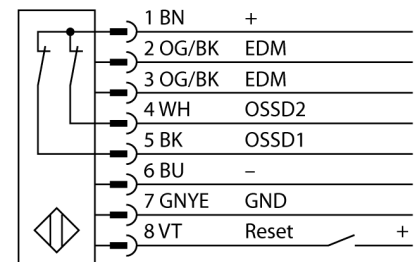 1 BN +
2 OG/BK EDM
3 OG/BK EDM
4 WH OSSD2
5 BK OSSD1
6 BU –
7 GNYE GND
8 VT Reset +